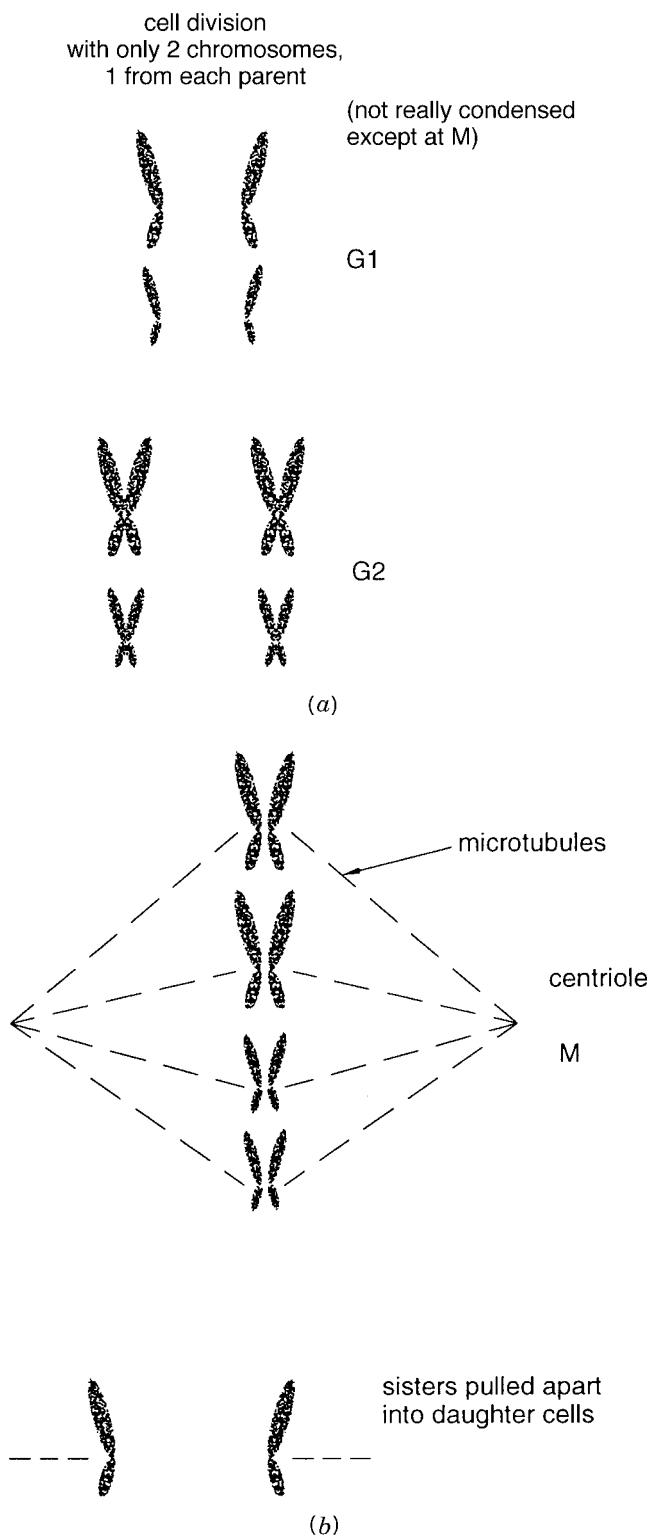 cell division
with only 2 chromosomes,
1 from each parent
(not really condensed
except at M)
G1
G2
(a)
microtubules
centriole
M
sisters pulled apart
into daughter cells
(b)